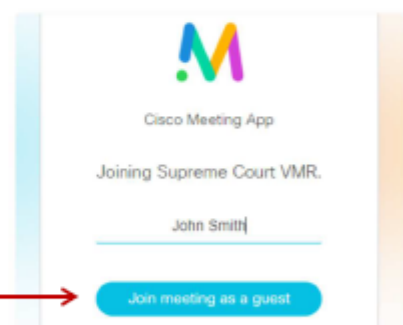 Cisco Meeting App
Joining Supreme Court VMR.
John Smith
Join meeting as a guest